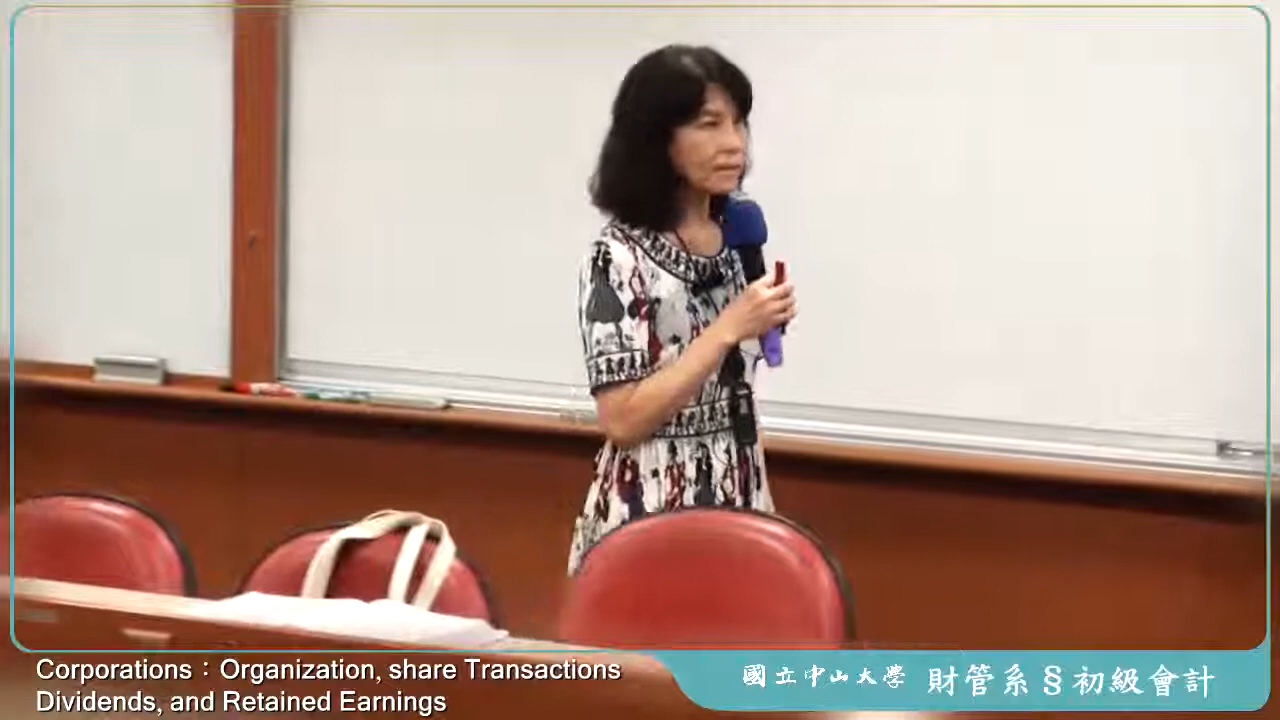 Corporations：Organization, share Transactions
Dividends, and Retained Earnings
國立中山大學 財管系§初級會計